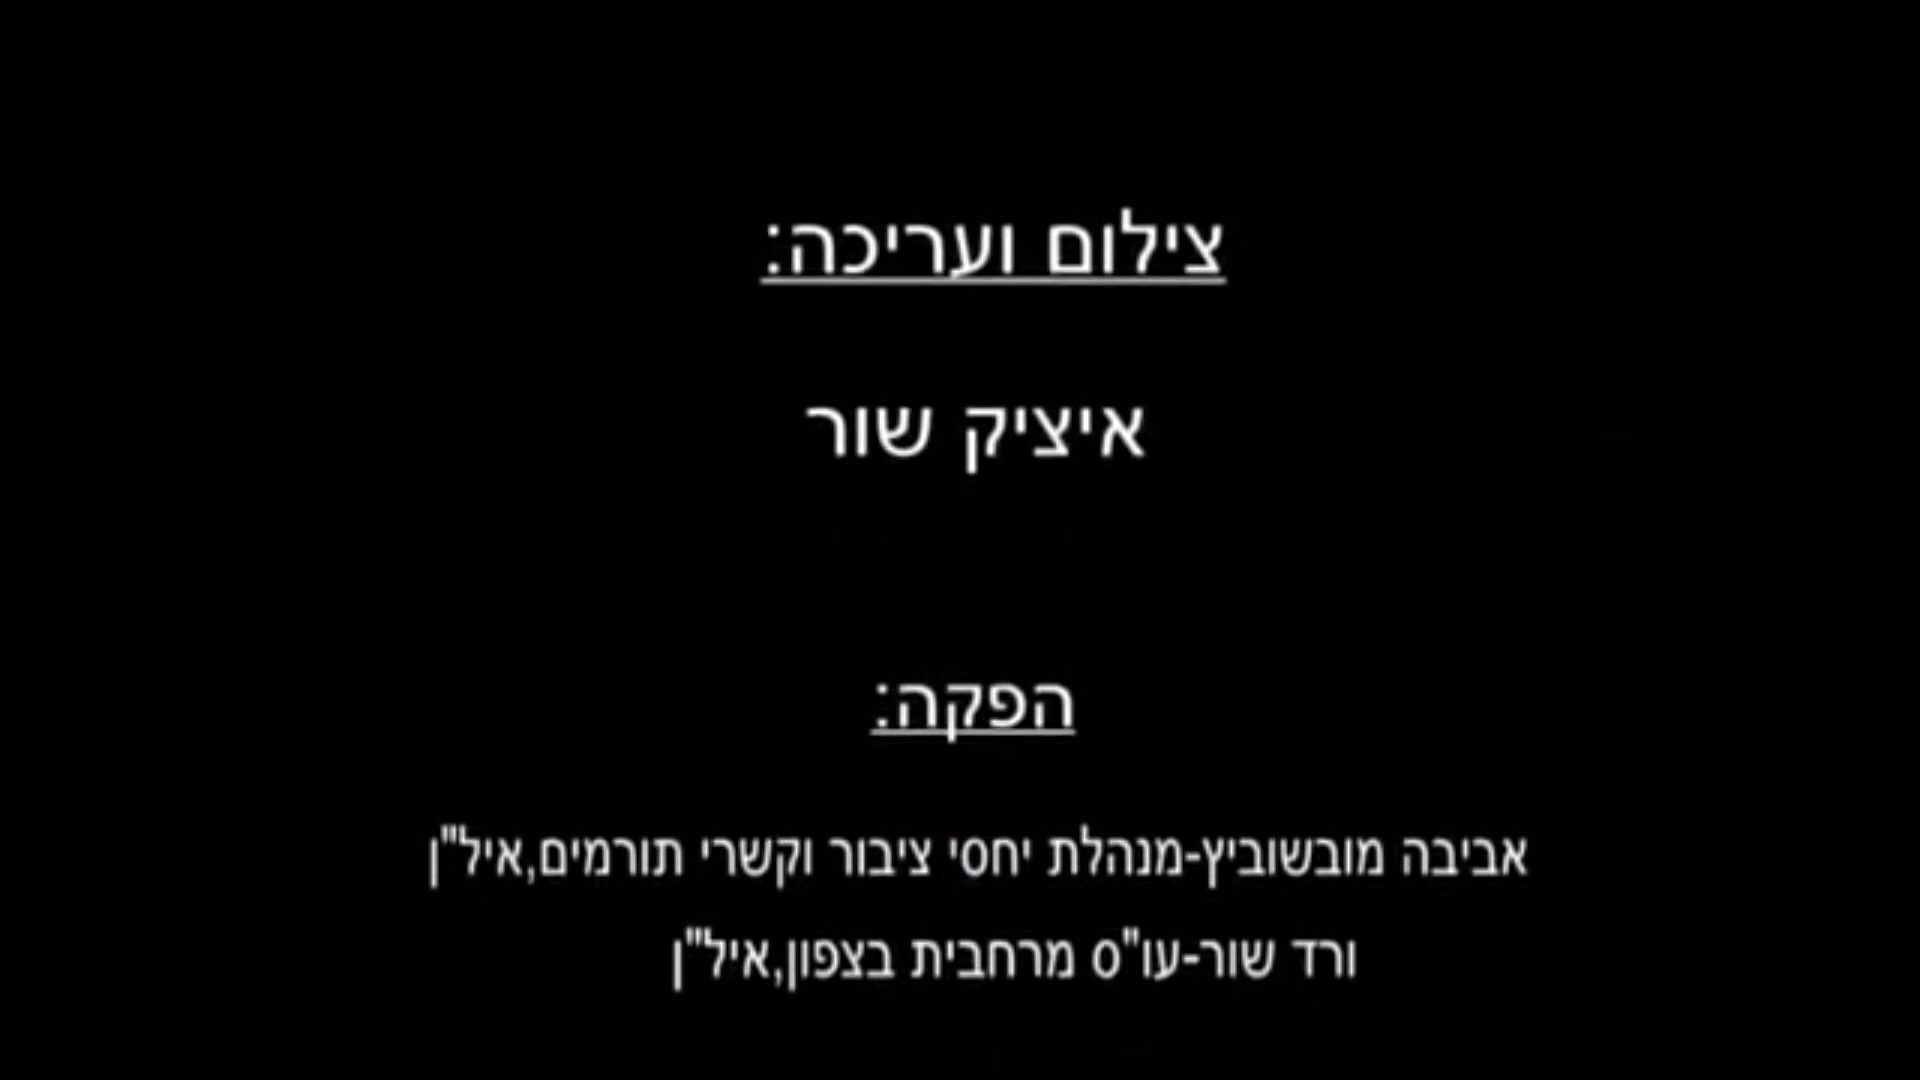 צילום ועריכה:
איציק שור
הפקה:
אביבה מובשוביץ-מנהלת יחסי ציבור וקשרי תורמים,איל"ן
ורד שור-עו"ס מרחבית בצפון,איל"ן